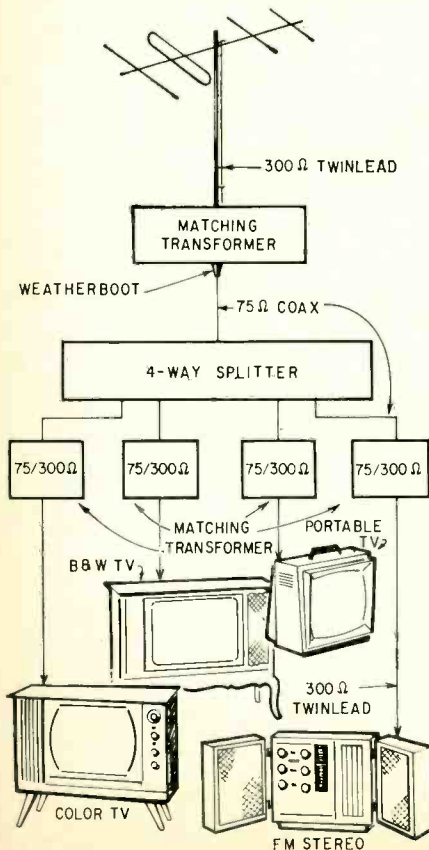 300Ω TWINLEAD
MATCHING
TRANSFORMER
WEATHERBOOT
75Ω COAX
4-WAY SPLITTER
75/300Ω
75/300Ω
75/300Ω
75/300Ω
MATCHING
TRANSFORMER
PORTABLE
TV
B&W TV
300Ω
TWINLEAD
COLOR TV
FM STEREO